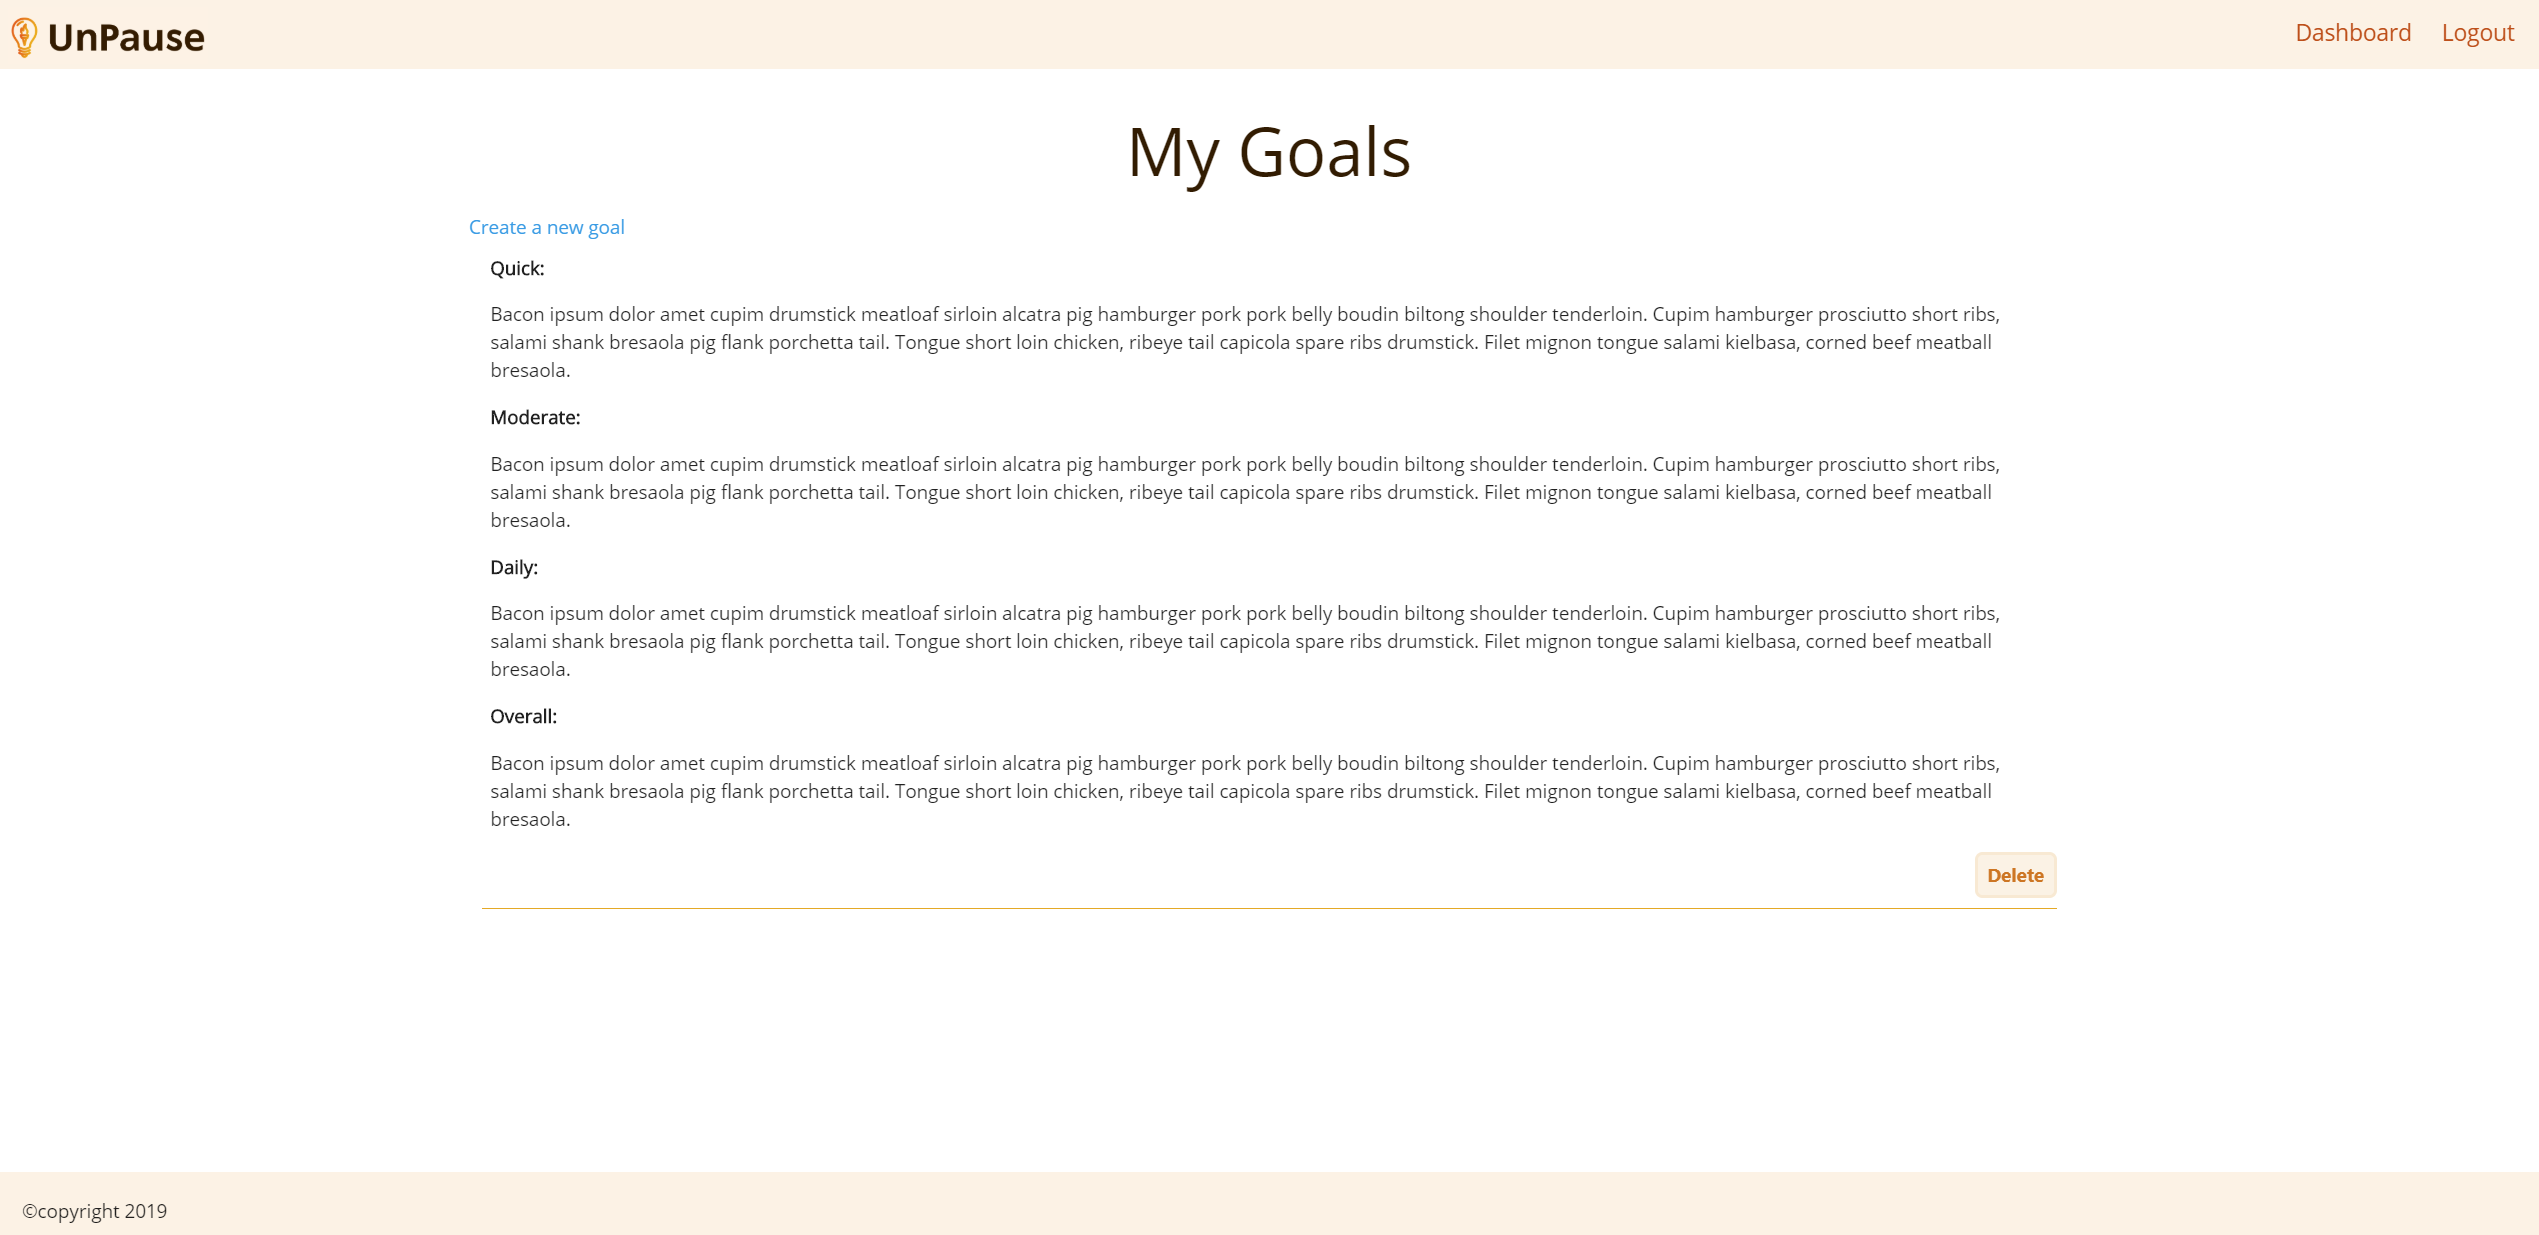 UnPause
Dashboard
Logout
My Goals
Create a new goal
Quick:
Bacon ipsum dolor amet cupim drumstick meatloaf sirloin alcatra pig hamburger pork pork belly boudin biltong shoulder tenderloin. Cupim hamburger prosciutto short ribs,
salami shank bresaola pig flank porchetta tail. Tongue short loin chicken, ribeye tail capicola spare ribs drumstick. Filet mignon tongue salami kielbasa, corned beef meatball
bresaola.
Moderate:
Bacon ipsum dolor amet cupim drumstick meatloaf sirloin alcatra pig hamburger pork pork belly boudin biltong shoulder tenderloin. Cupim hamburger prosciutto short ribs,
salami shank bresaola pig flank porchetta tail. Tongue short loin chicken, ribeye tail capicola spare ribs drumstick. Filet mignon tongue salami kielbasa, corned beef meatball
bresaola.
Daily:
Bacon ipsum dolor amet cupim drumstick meatloaf sirloin alcatra pig hamburger pork pork belly boudin biltong shoulder tenderloin. Cupim hamburger prosciutto short ribs,
salami shank bresaola pig flank porchetta tail. Tongue short loin chicken, ribeye tail capicola spare ribs drumstick. Filet mignon tongue salami kielbasa, corned beef meatball
bresaola.
Overall:
Bacon ipsum dolor amet cupim drumstick meatloaf sirloin alcatra pig hamburger pork pork belly boudin biltong shoulder tenderloin. Cupim hamburger prosciutto short ribs,
salami shank bresaola pig flank porchetta tail. Tongue short loin chicken, ribeye tail capicola spare ribs drumstick. Filet mignon tongue salami kielbasa, corned beef meatball
bresaola.
Delete
©copyright 2019